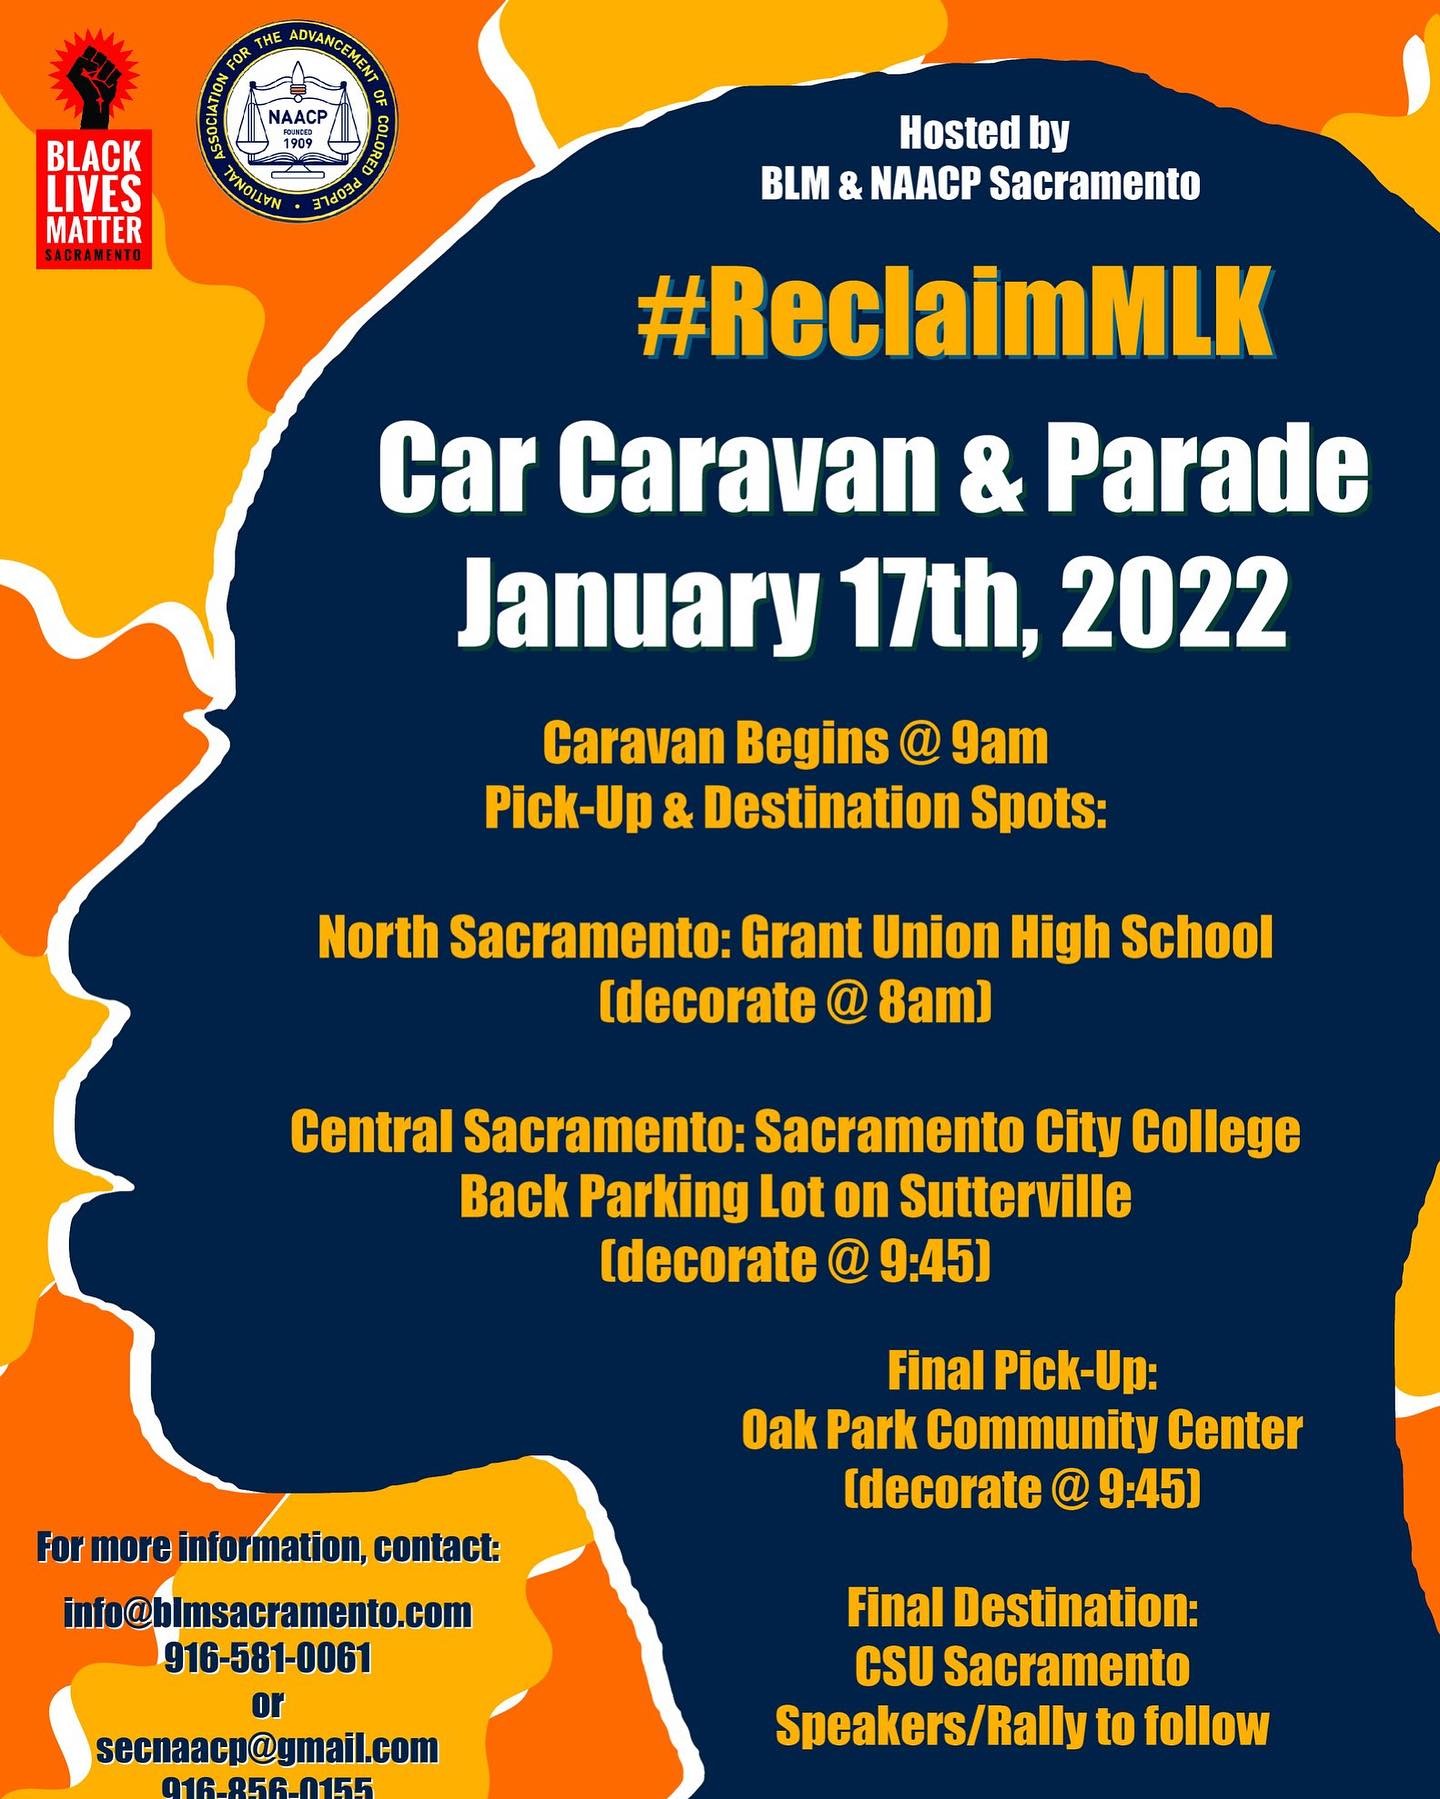 BLACK
LIVES
MATTER
SACRAMENTO
NATIONAL ASSOCIATION FOR THE ADVANCEMENT OF COLORED PEOPLE •
NAACP
FOUNDED
1909
Hosted by
BLM & NAACP Sacramento
#ReclaimMLK
Car Caravan & Parade
January 17th, 2022
Caravan Begins @ 9am
Pick-Up & Destination Spots:
North Sacramento: Grant Union High School
(decorate @ 8am)
Central Sacramento: Sacramento City College
Back Parking Lot on Sutterville
(decorate @ 9:45)
Final Pick-Up:
Oak Park Community Center
(decorate @ 9:45)
Final Destination:
CSU Sacramento
Speakers/Rally to follow
For more information, contact:
info@blmsacramento.com
916-581-0061
or
secnaacp@gmail.com
916-856-0155